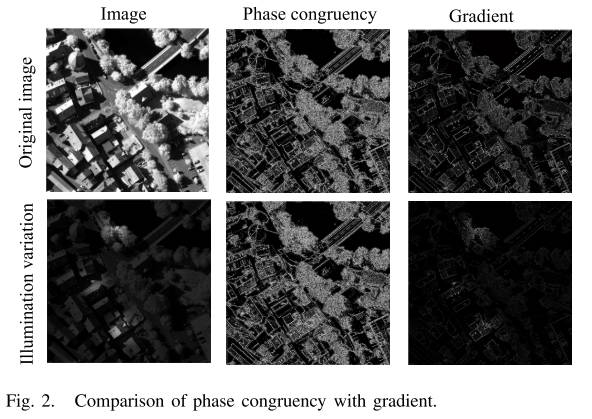 Image
Phase congruency
Gradient
Original image
Illumination variation
Fig. 2. Comparison of phase congruency with gradient.